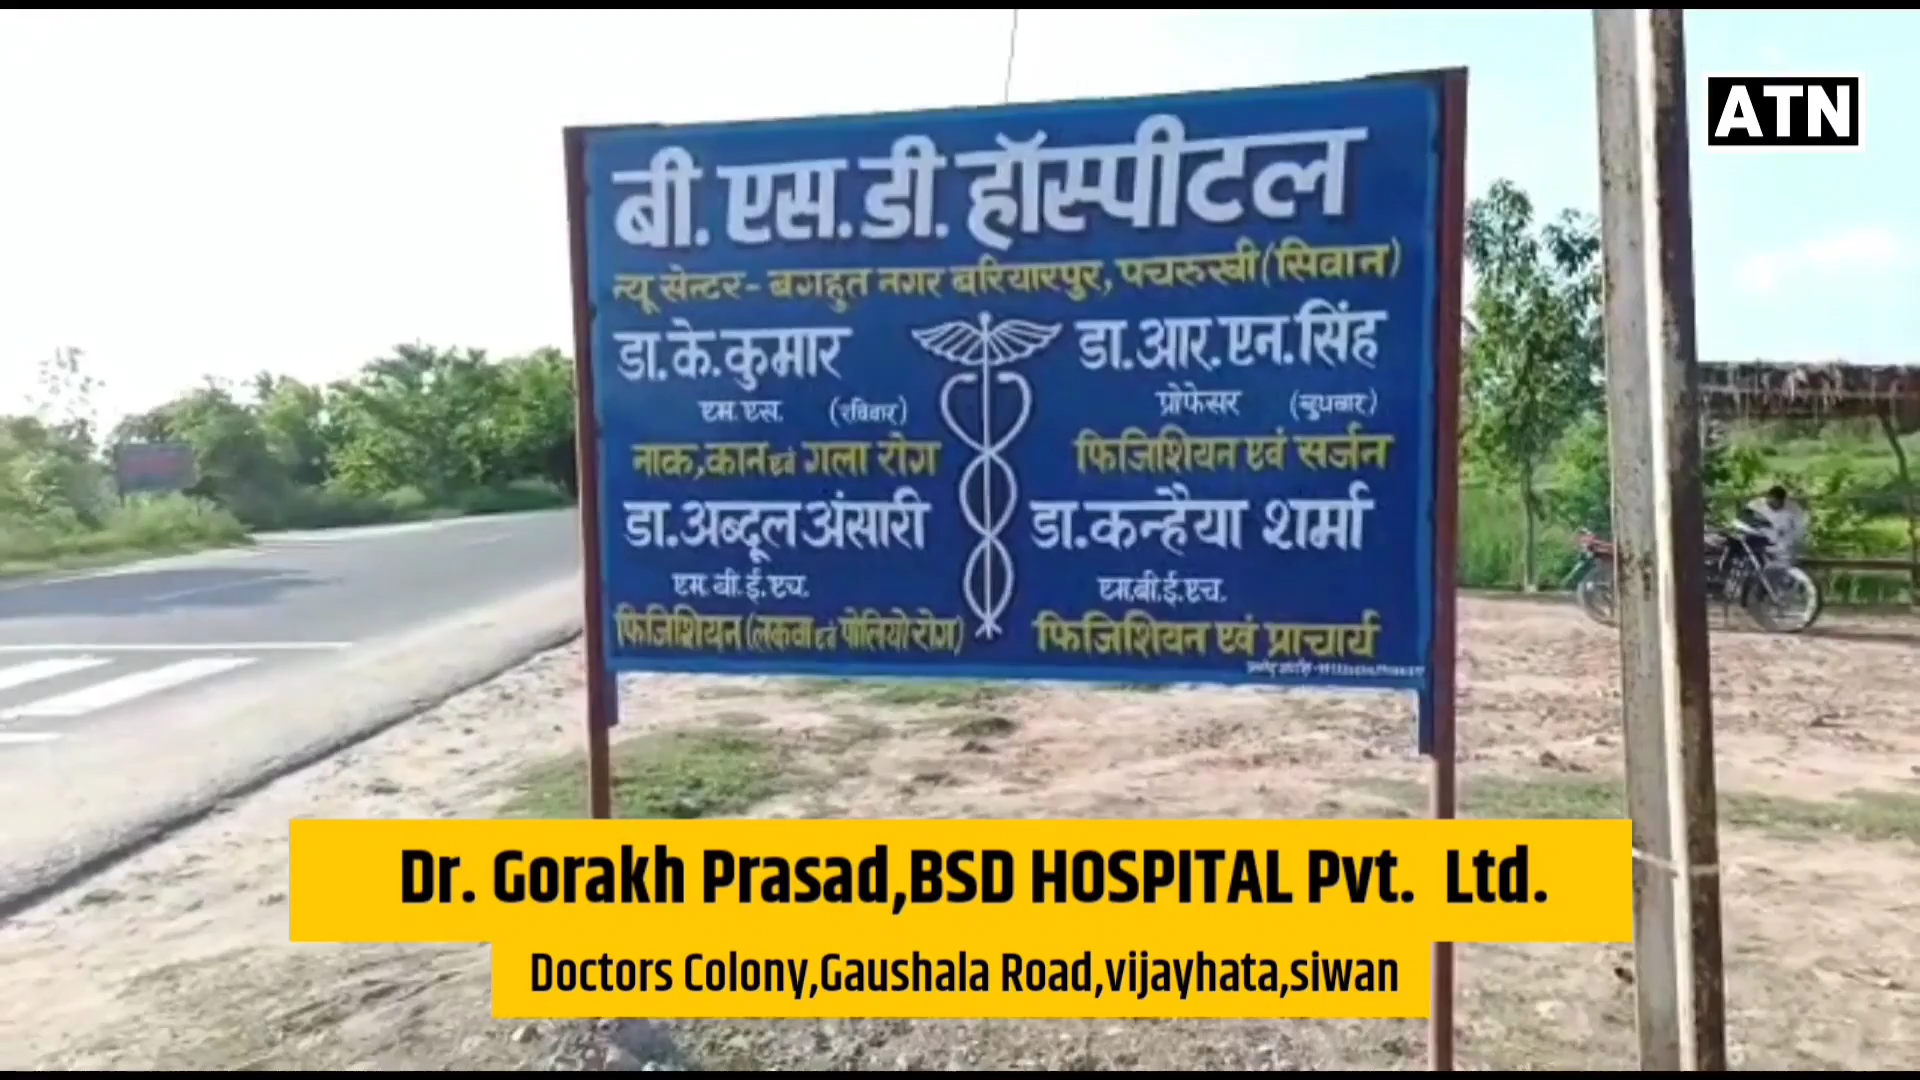 ATN
बी. एस. डी. हॉस्पीटल
न्यू सेन्टर- बगहुत नगर बरियारपुर, पचरुखी (सिवान)
डा. के. कुमार
एम. एस. (रविवार)
नाक, कान एवं गला रोग
डा. आर. एन. सिंह
प्रोफेसर (बुधवार)
फिजिशियन एवं सर्जन
डा. अब्दूल अंसारी
एम. बी. ई. एच.
फिजिशियन (लकवा एवं पोलियो रोग)
डा. कन्हैया शर्मा
एम. बी. ई. एच.
फिजिशियन एवं प्राचार्य
Dr. Gorakh Prasad,BSD HOSPITAL Pvt. Ltd.
Doctors Colony,Gaushala Road,vijayhata,siwan